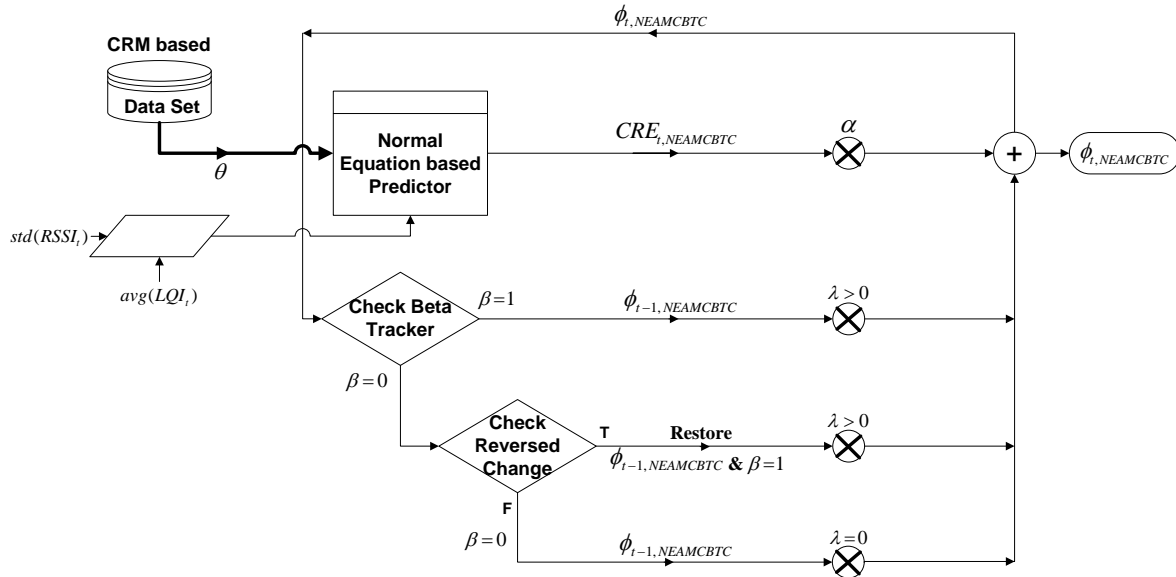 ϕt,NEAMCBTC
CRM based
Data Set
θ
Normal
Equation based
Predictor
CREt,NEAMCBTC
α
+
ϕt,NEAMCBTC
std(RSSIt)
avg(LQIt)
Check Beta
Tracker
β=1
ϕt−1,NEAMCBTC
λ>0
β=0
Check
Reversed
Change
T
Restore
ϕt−1,NEAMCBTC & β=1
λ>0
F
β=0
ϕt−1,NEAMCBTC
λ=0